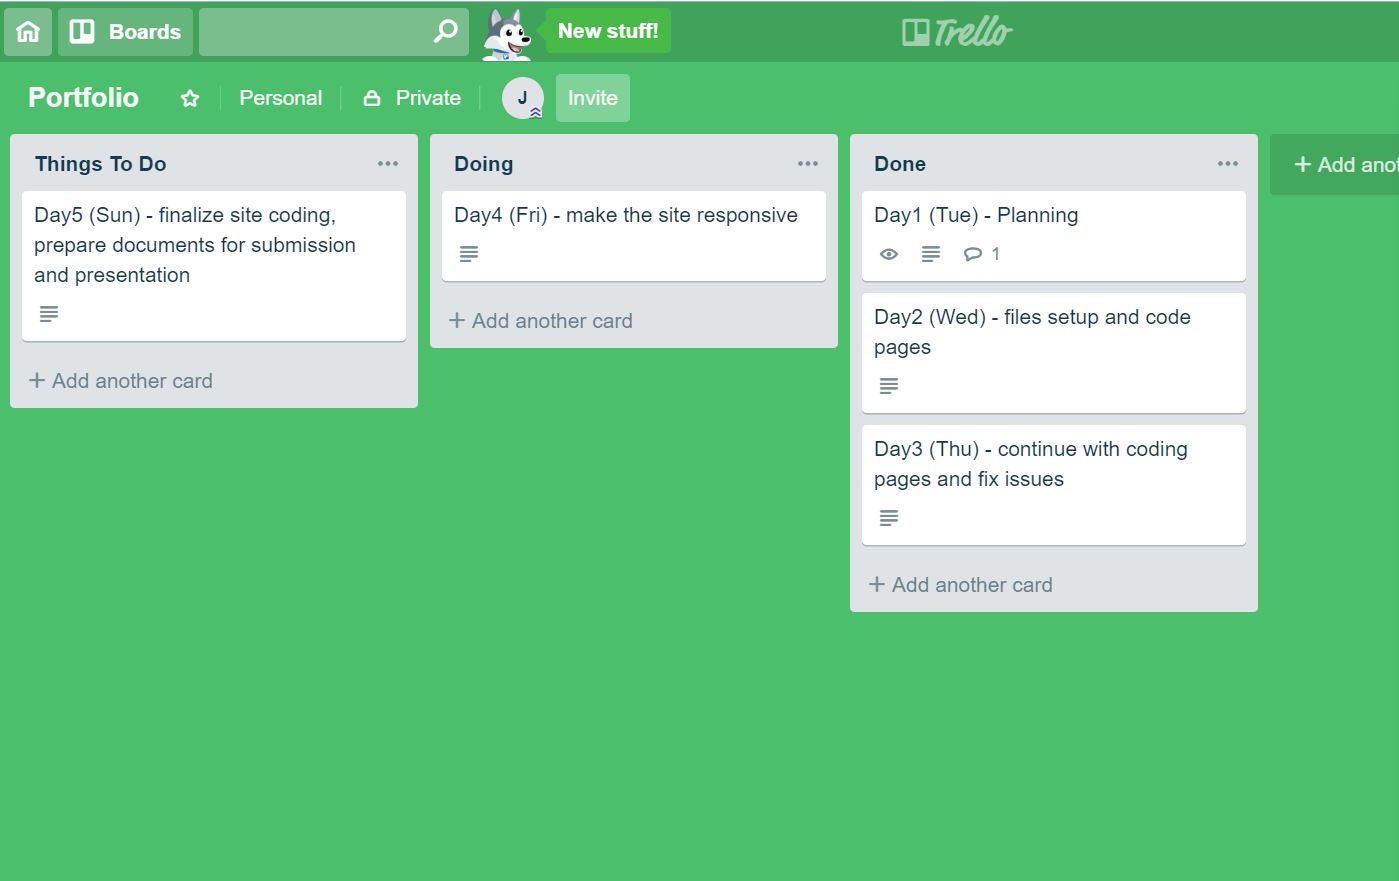 Boards
New stuff!
Trello
Portfolio
Personal
Private
J
Invite
Things To Do
Day5 (Sun) - finalize site coding,
prepare documents for submission
and presentation
+ Add another card
Doing
Day4 (Fri) - make the site responsive
+ Add another card
Done
Day1 (Tue) - Planning
1
Day2 (Wed) - files setup and code
pages
Day3 (Thu) - continue with coding
pages and fix issues
+ Add another card
+ Add anot